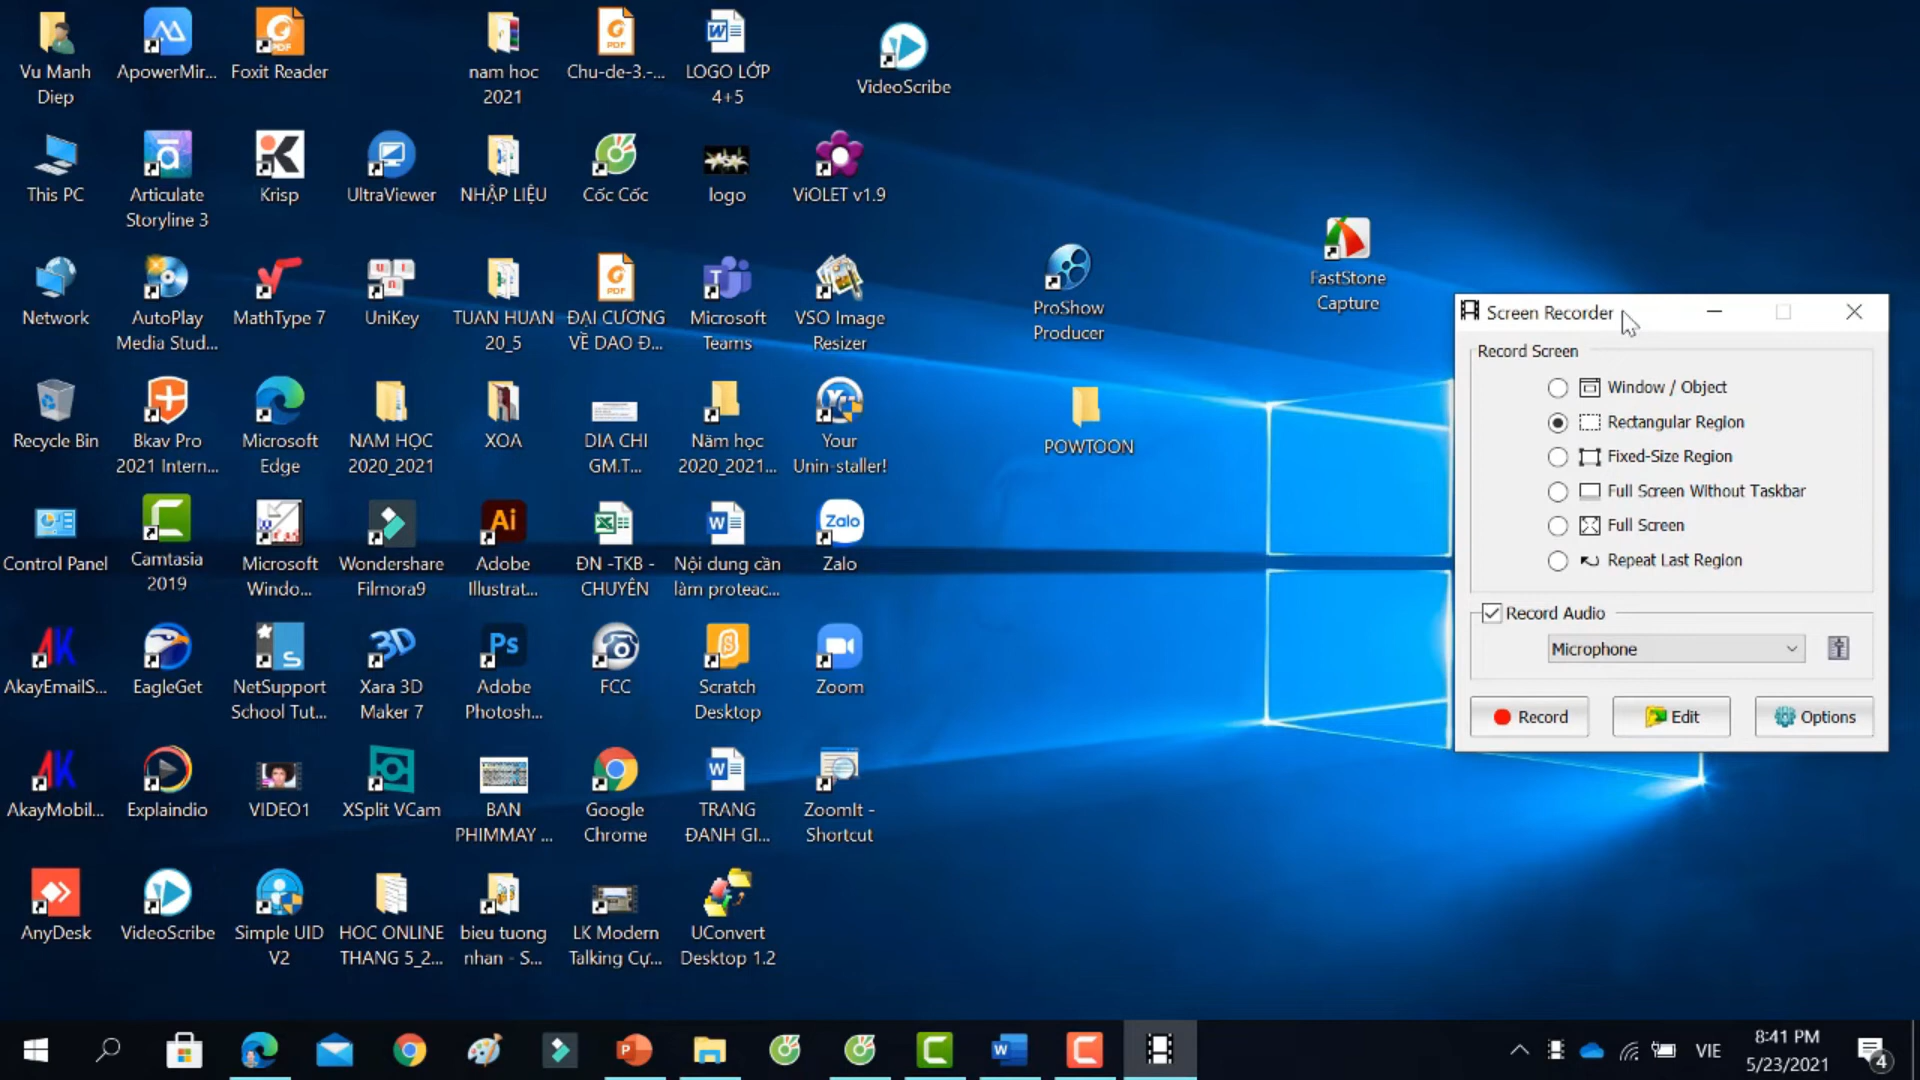 Vu Manh
Diep
ApowerMir...
Foxit Reader
nam hoc
2021
Chu-de-3.-...
LOGO LỚP
4+5
VideoScribe
This PC
Articulate
Storyline 3
Krisp
UltraViewer
NHẬP LIỆU
Cốc Cốc
logo
ViOLET v1.9
Network
AutoPlay
Media Stud...
MathType 7
UniKey
TUAN HUAN
20_5
ĐẠI CƯƠNG
VỀ DAO Đ...
Microsoft
Teams
VSO Image
Resizer
ProShow
Producer
FastStone
Capture
Recycle Bin
Bkav Pro
2021 Intern...
Microsoft
Edge
NAM HỌC
2020_2021
XOA
DIA CHI
GM.T...
Năm học
2020_2021...
Your
Unin-staller!
POWTOON
Control Panel
Camtasia
2019
Microsoft
Windo...
Wondershare
Filmora9
Adobe
Illustrat...
ĐN -TKB -
CHUYÊN
Nội dung cần
làm proteac...
Zalo
AkayEmailS...
EagleGet
NetSupport
School Tut...
Xara 3D
Maker 7
Adobe
Photosh...
FCC
Scratch
Desktop
Zoom
AkayMobil...
Explaindio
VIDEO1
XSplit VCam
BAN
PHIMMAY ...
Google
Chrome
TRANG
ĐANH GI...
ZoomIt -
Shortcut
AnyDesk
VideoScribe
Simple UID
V2
HOC ONLINE
THANG 5_2...
bieu tuong
nhan - S...
LK Modern
Talking Cự...
UConvert
Desktop 1.2
Screen Recorder
Record Screen
Window / Object
Rectangular Region
Fixed-Size Region
Full Screen Without Taskbar
Full Screen
Repeat Last Region
Record Audio
Microphone
Record
Edit
Options
VIE
8:41 PM
5/23/2021
4